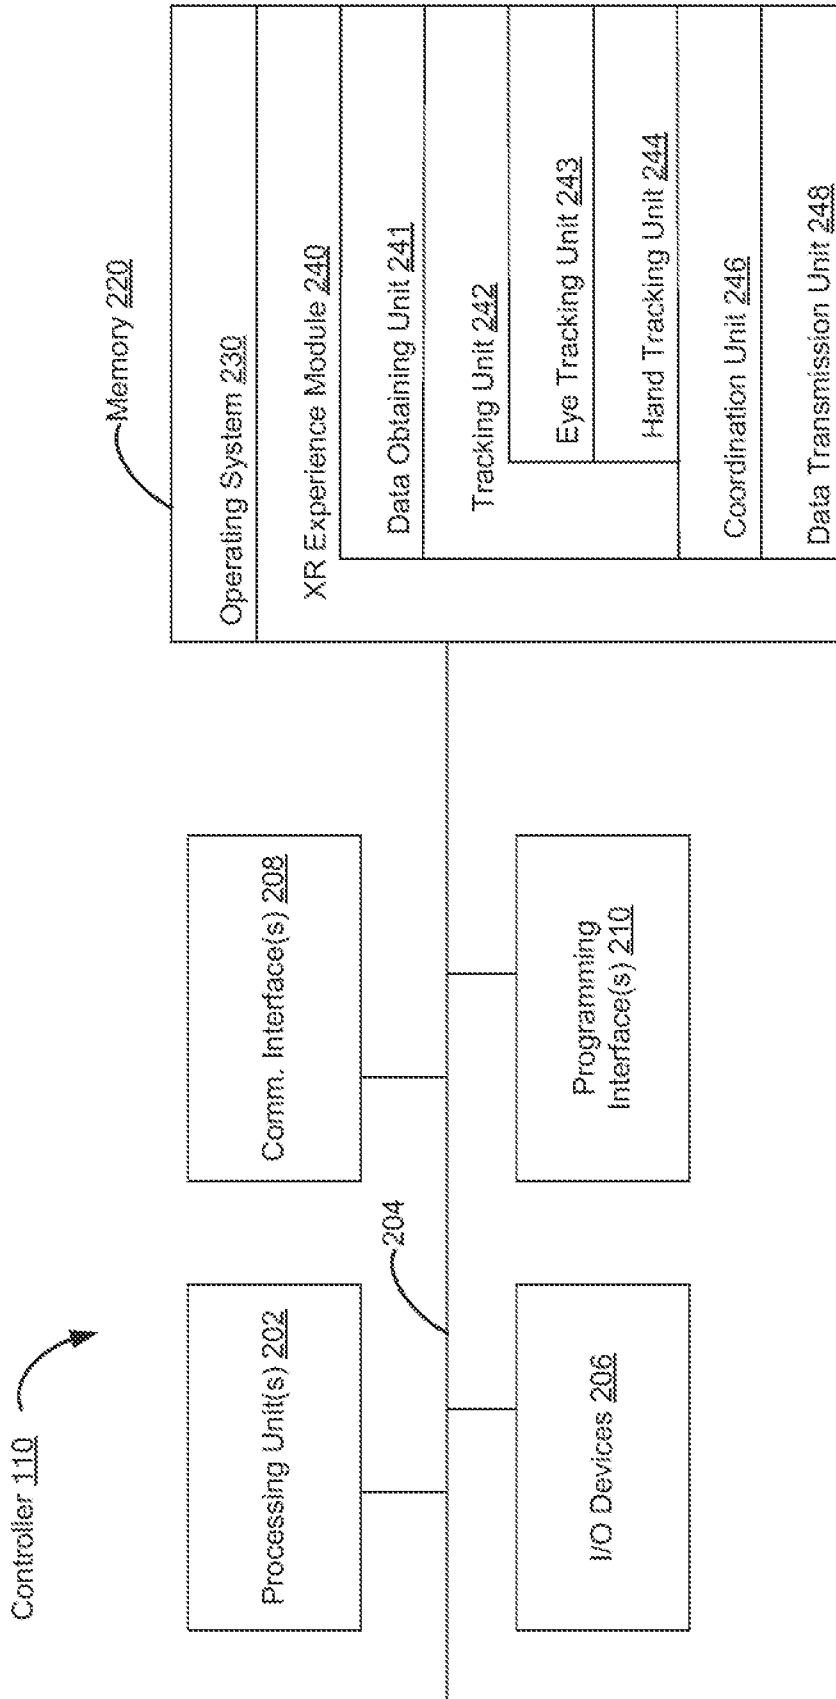 Controller 110
Processing Unit(s) 202
Comm. Interface(s) 208
204
I/O Devices 206
Programming
Interface(s) 210
Memory 220
Operating System 230
XR Experience Module 240
Data Obtaining Unit 241
Tracking Unit 242
Eye Tracking Unit 243
Hand Tracking Unit 244
Coordination Unit 246
Data Transmission Unit 248